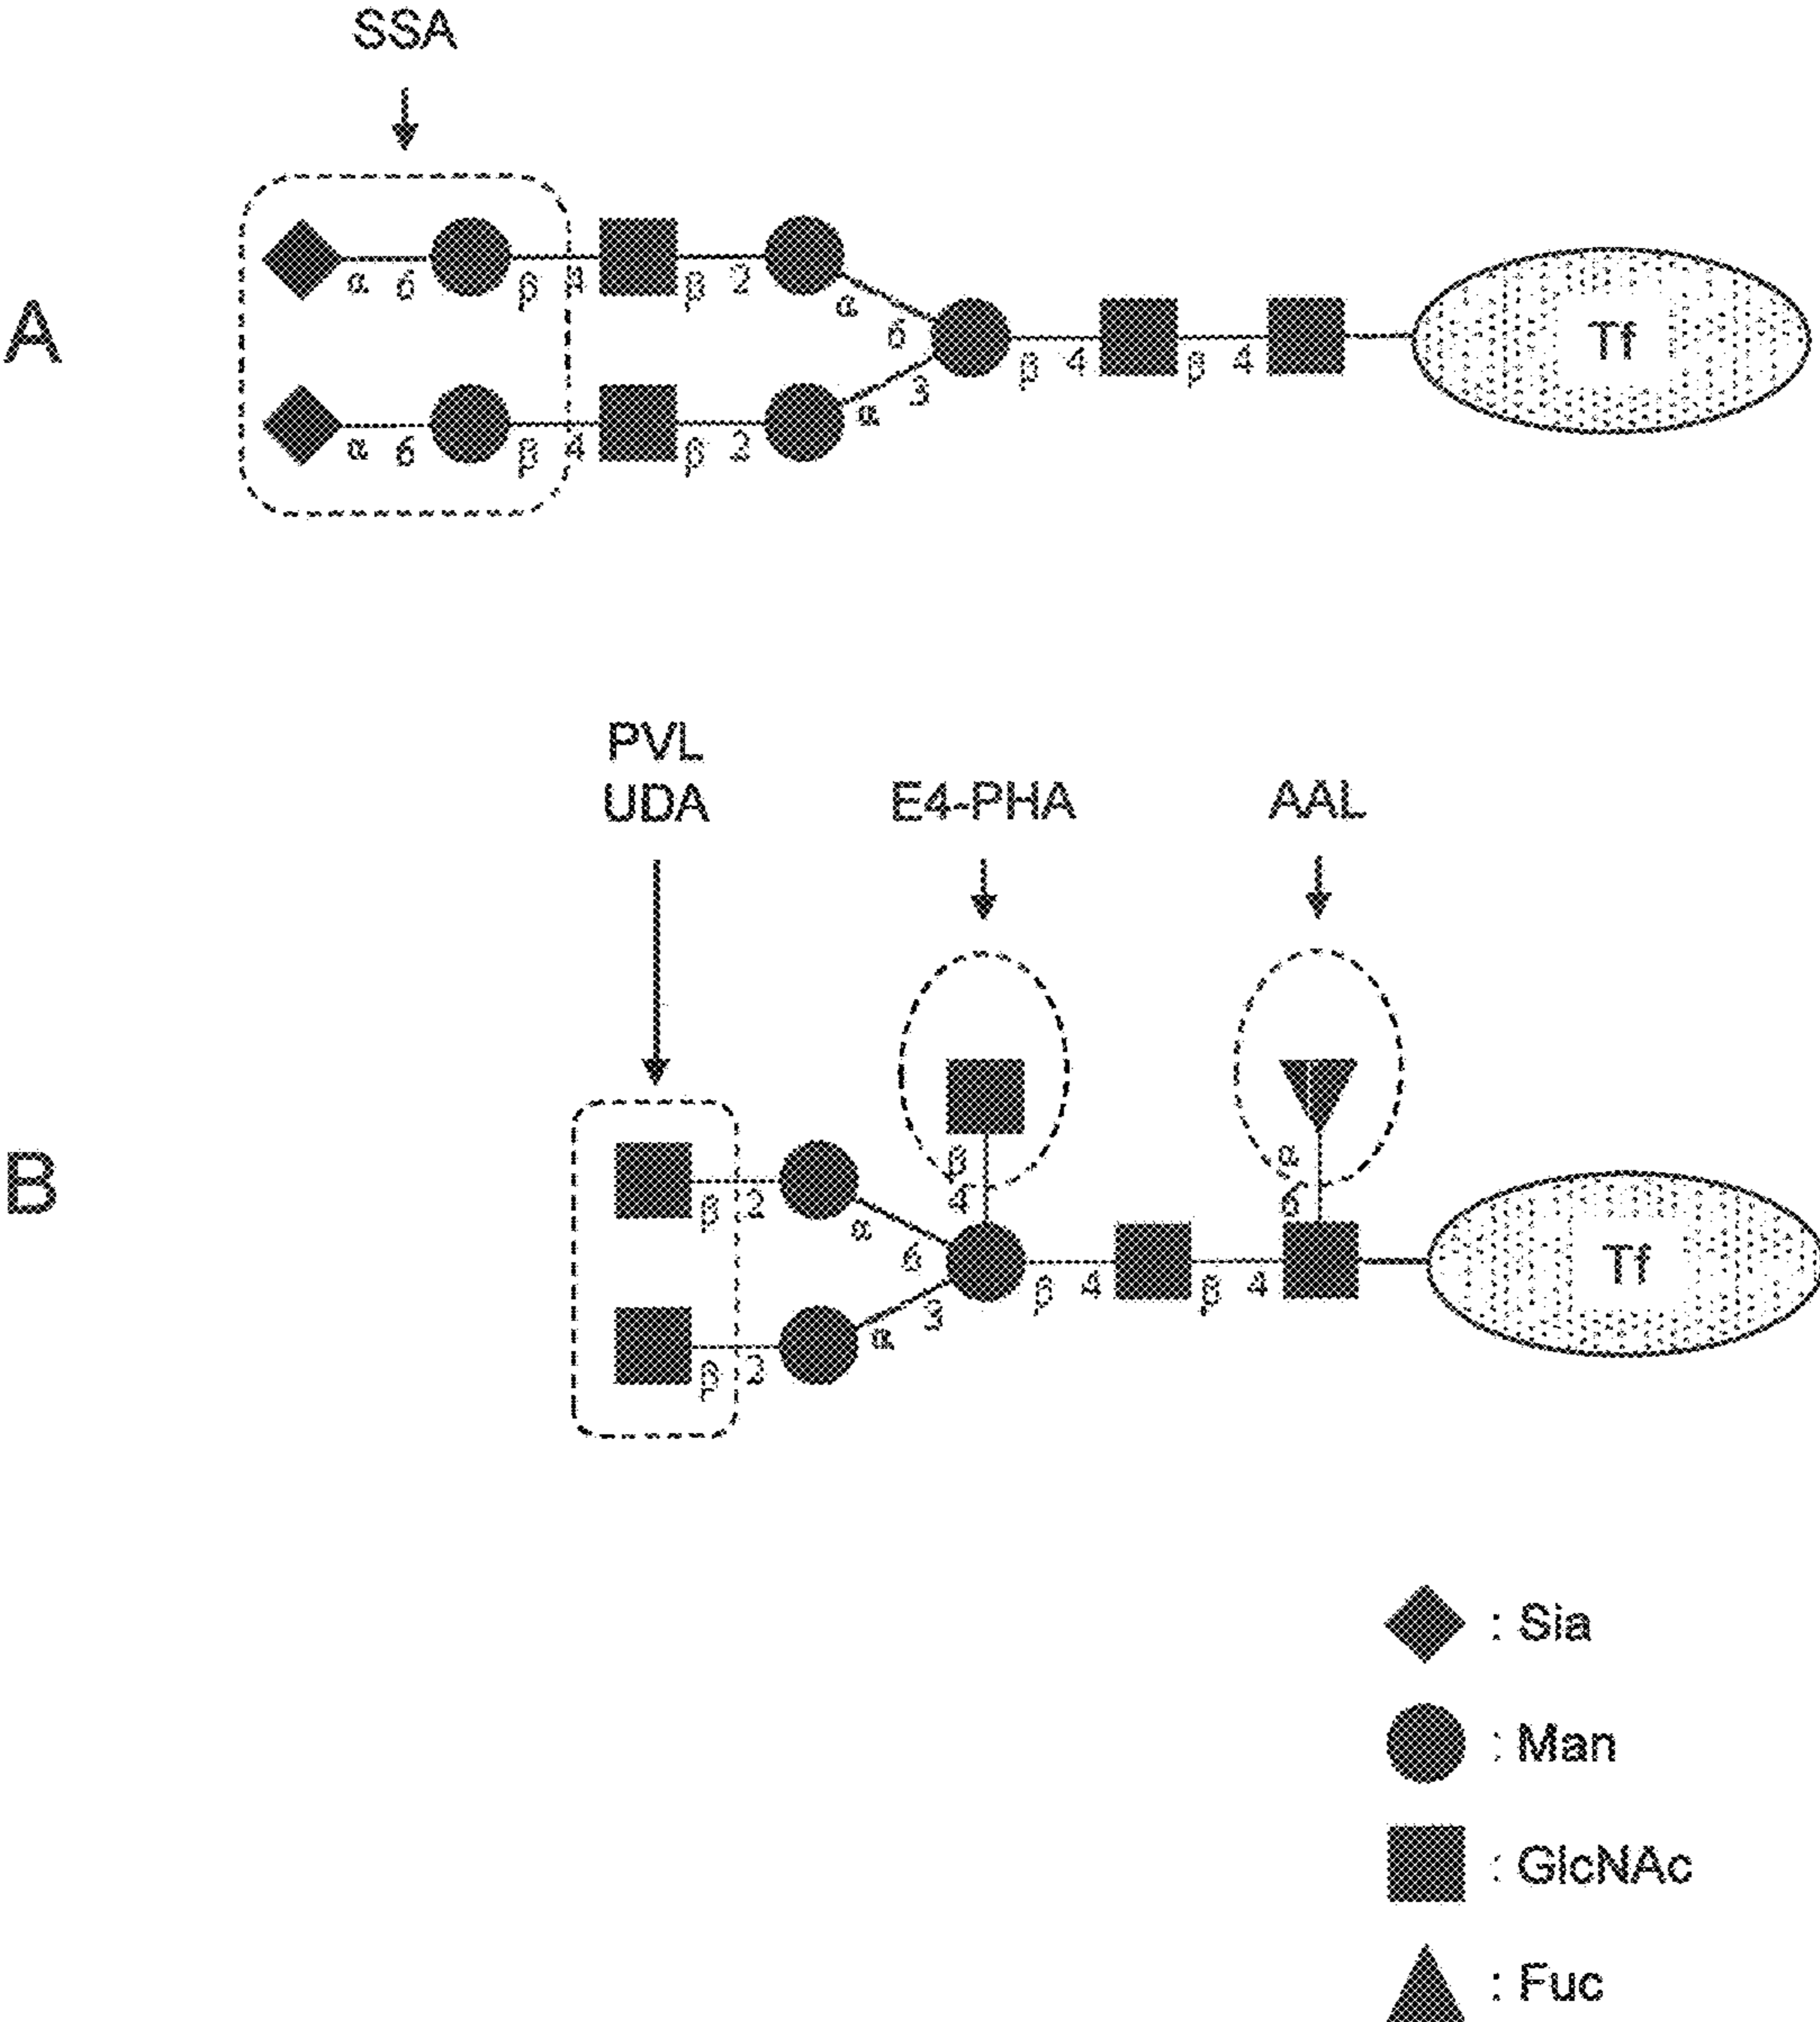 SSA
A
α 6 β 4 β 2 α 6
β 4 β 4
Tf
α 6 β 4 β 2 α 3
PVL
UDA
E4-PHA
AAL
B
β 2 α 6
β 4
α 6
β 4 β 4
Tf
β 2 α 3
: Sia
: Man
: GlcNAc
: Fuc